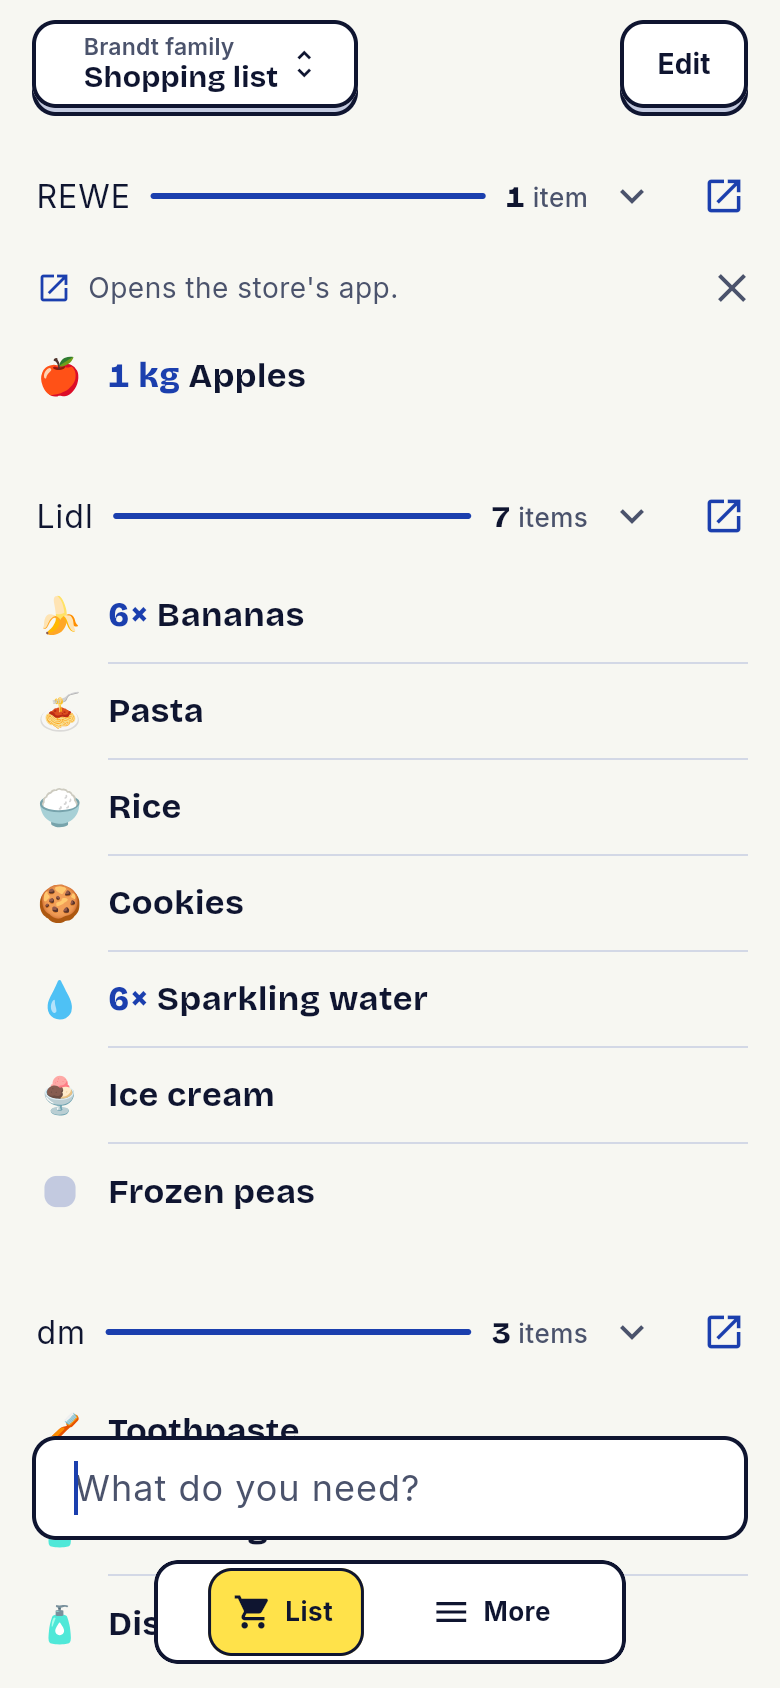 Brandt family
Shopping list
Edit
REWE 1 item
Opens the store's app.
1 kg Apples
Lidl 7 items
6× Bananas
Pasta
Rice
Cookies
6× Sparkling water
Ice cream
Frozen peas
dm 3 items
Toothpaste
What do you need?
Dis
List
More